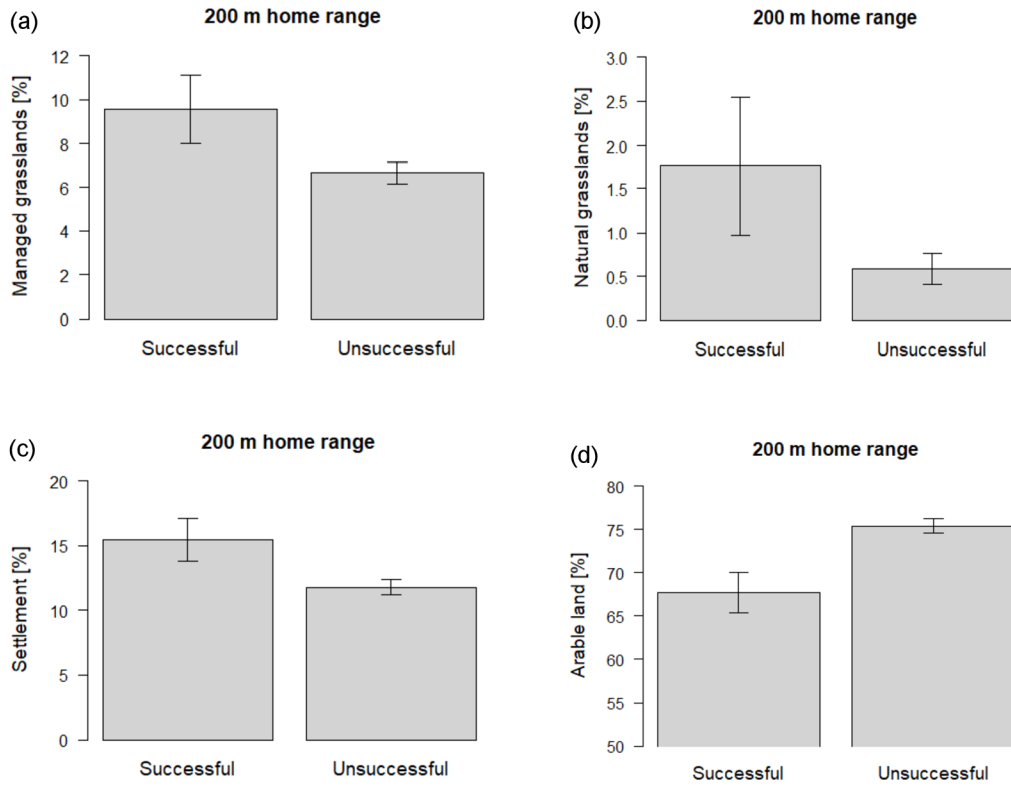 (a)
200 m home range
Managed grasslands [%]
12
10
8
6
4
2
0
Successful Unsuccessful
(b)
200 m home range
Natural grasslands [%]
3.0
2.5
2.0
1.5
1.0
0.5
0.0
Successful Unsuccessful
(c)
200 m home range
Settlement [%]
20
15
10
5
0
Successful Unsuccessful
(d)
200 m home range
Arable land [%]
80
75
70
65
60
55
50
Successful Unsuccessful